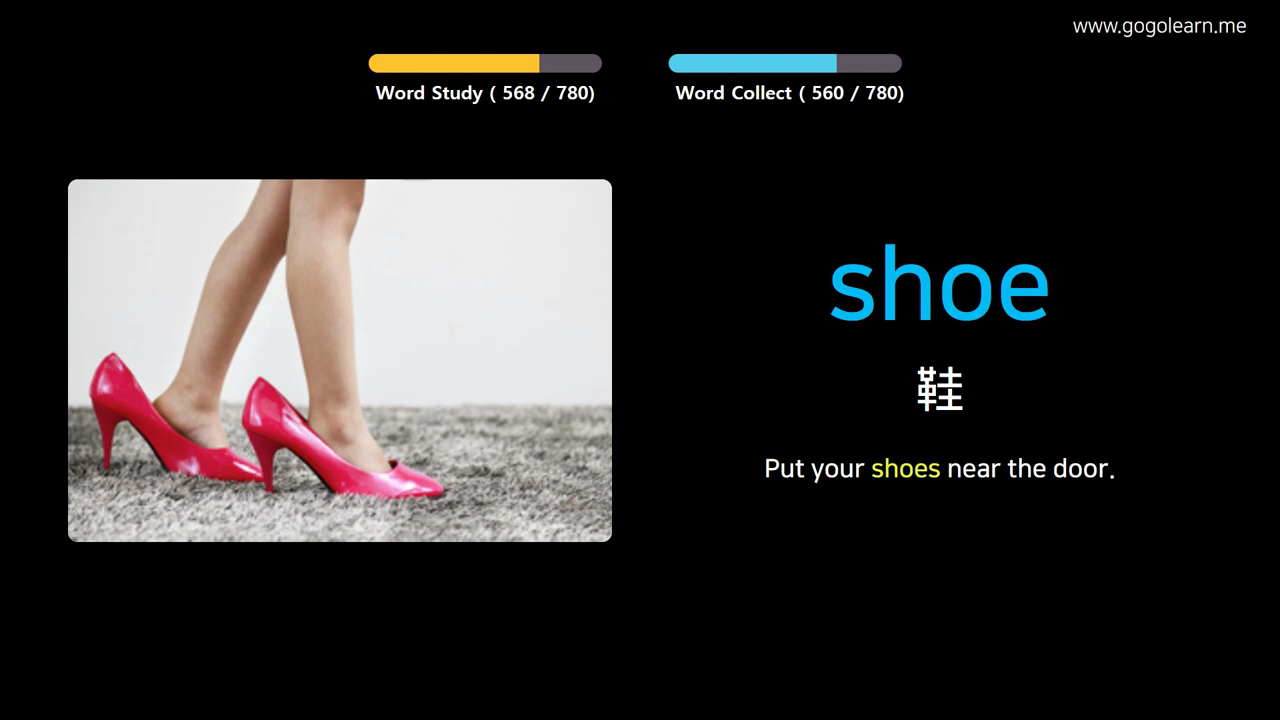 www.gogolearn.me
Word Study ( 568 / 780)
Word Collect ( 560 / 780)
shoe
鞋
Put your shoes near the door.